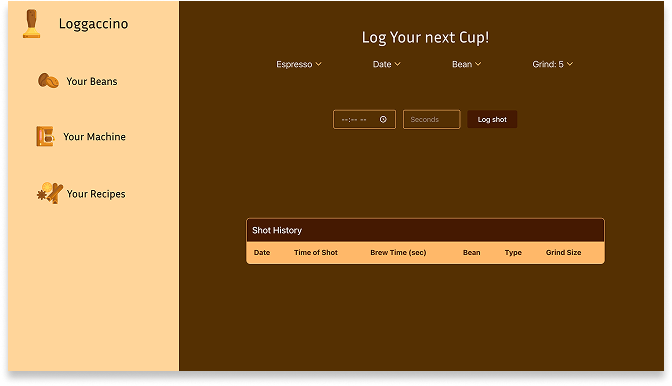 Loggaccino
Your Beans
Your Machine
Your Recipes
Log Your next Cup!
Espresso Date Bean Grind: 5
--:-- -- Seconds Log shot
Shot History
Date Time of Shot Brew Time (sec) Bean Type Grind Size